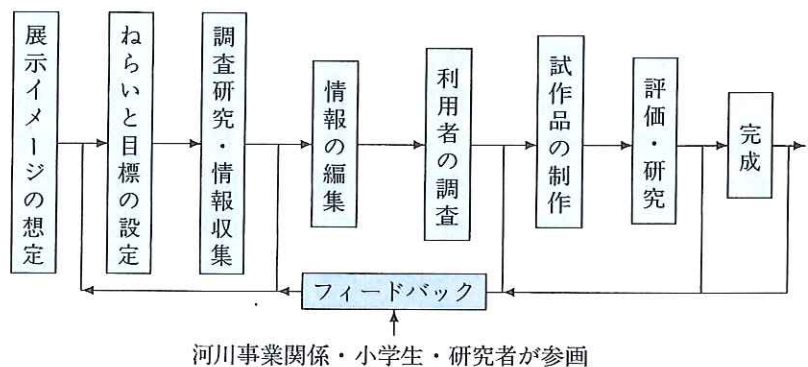 展示イメージの想定
ねらいと目標の設定
調査研究・情報収集
情報の編集
利用者の調査
試作品の制作
評価・研究
完成
フィードバック
河川事業関係・小学生・研究者が参画